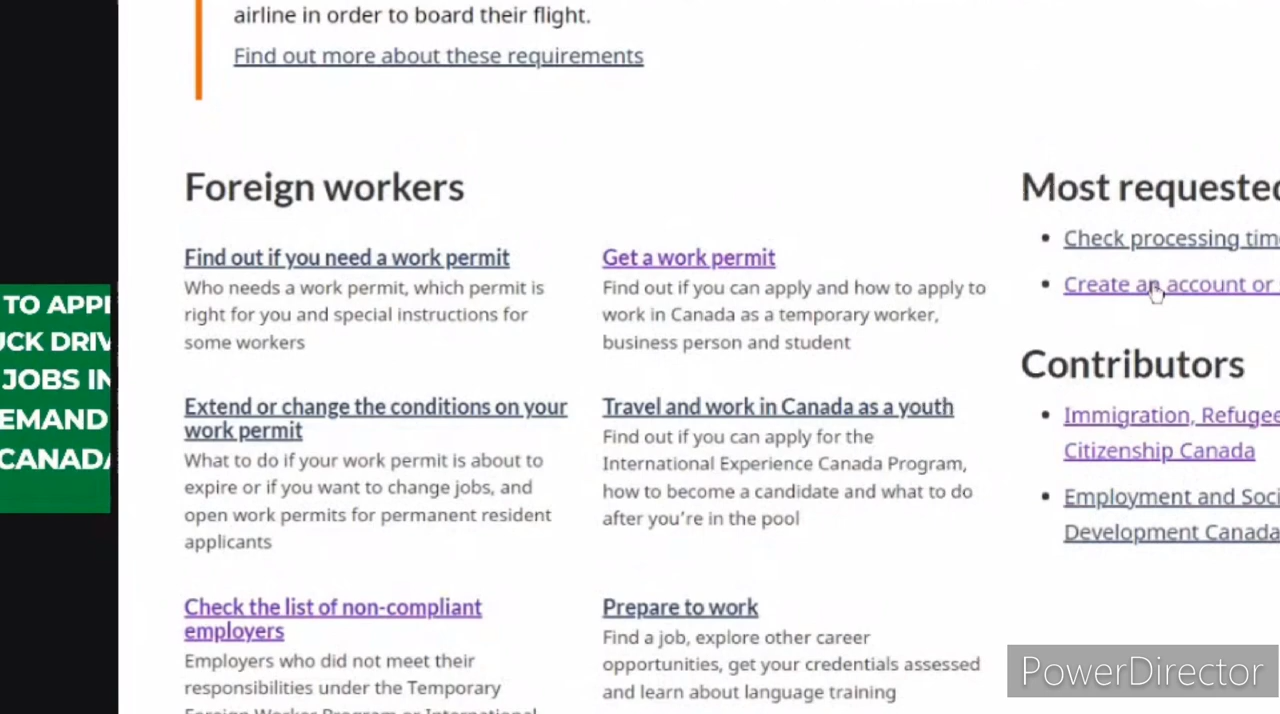 airline in order to board their flight.
Find out more about these requirements
TO
JOBS
Foreign workers
Find out if you need a work permit
Who needs a work permit, which permit is
right for you and special instructions for
some workers
Get a work permit
Find out if you can apply and how to apply to
work in Canada as a temporary worker,
business person and student
Extend or change the conditions on your
work permit
What to do if your work permit is about to
expire or if you want to change jobs, and
open work permits for permanent resident
applicants
Travel and work in Canada as a youth
Find out if you can apply for the
International Experience Canada Program,
how to become a candidate and what to do
after you’re in the pool
Check the list of non-compliant
employers
Employers who did not meet their
responsibilities under the Temporary
Foreign Worker Program or International
Prepare to work
Find a job, explore other career
opportunities, get your credentials assessed
and learn about language training
Most requested
Check processing
Create an account or
Contributors
Immigration,
Citizenship Canada
Employment and
Development Canada
PowerDirector